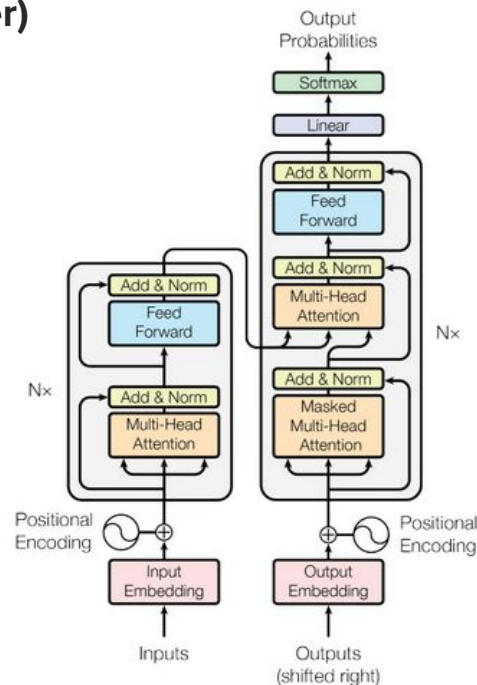 er)
Output
Probabilities
Softmax
Linear
Add & Norm
Feed
Forward
Add & Norm
Multi-Head
Attention
Add & Norm
Masked
Multi-Head
Attention
Nx
Add & Norm
Feed
Forward
Add & Norm
Multi-Head
Attention
Nx
Positional
Encoding
Positional
Encoding
Input
Embedding
Output
Embedding
Inputs
Outputs
(shifted right)